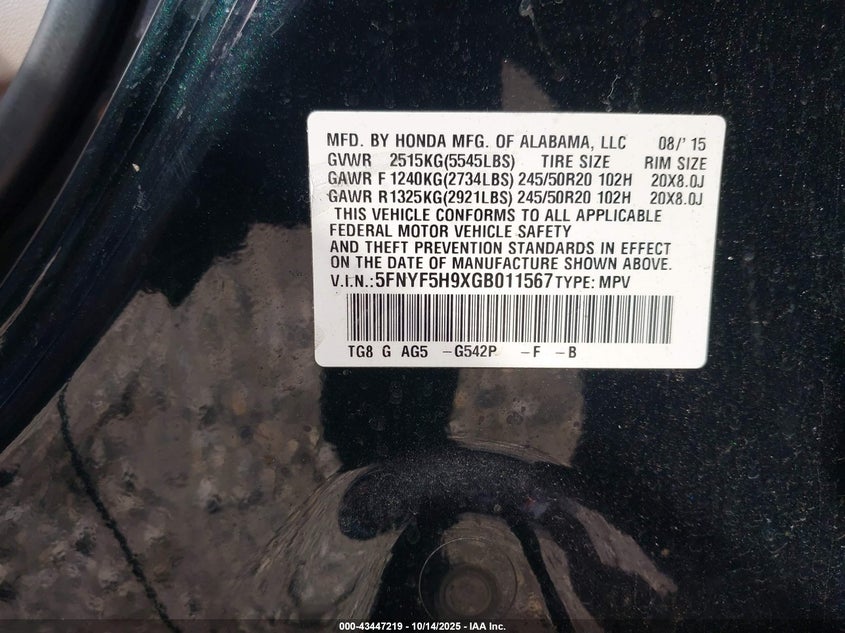 MFD. BY HONDA MFG. OF ALABAMA, LLC 08/'15
GVWR 2515KG(5545LBS) TIRE SIZE RIM SIZE
GAWR F 1240KG(2734LBS) 245/50R20 102H 20X8.0J
GAWR R 1325KG(2921LBS) 245/50R20 102H 20X8.0J
THIS VEHICLE CONFORMS TO ALL APPLICABLE
FEDERAL MOTOR VEHICLE SAFETY
AND THEFT PREVENTION STANDARDS IN EFFECT
ON THE DATE OF MANUFACTURE SHOWN ABOVE.
V.I.N.:5FNYF5H9XGB011567 TYPE: MPV
TG8 G AG5 -G542P -F -B
000-43447219 - 10/14/2025 - IAA Inc.